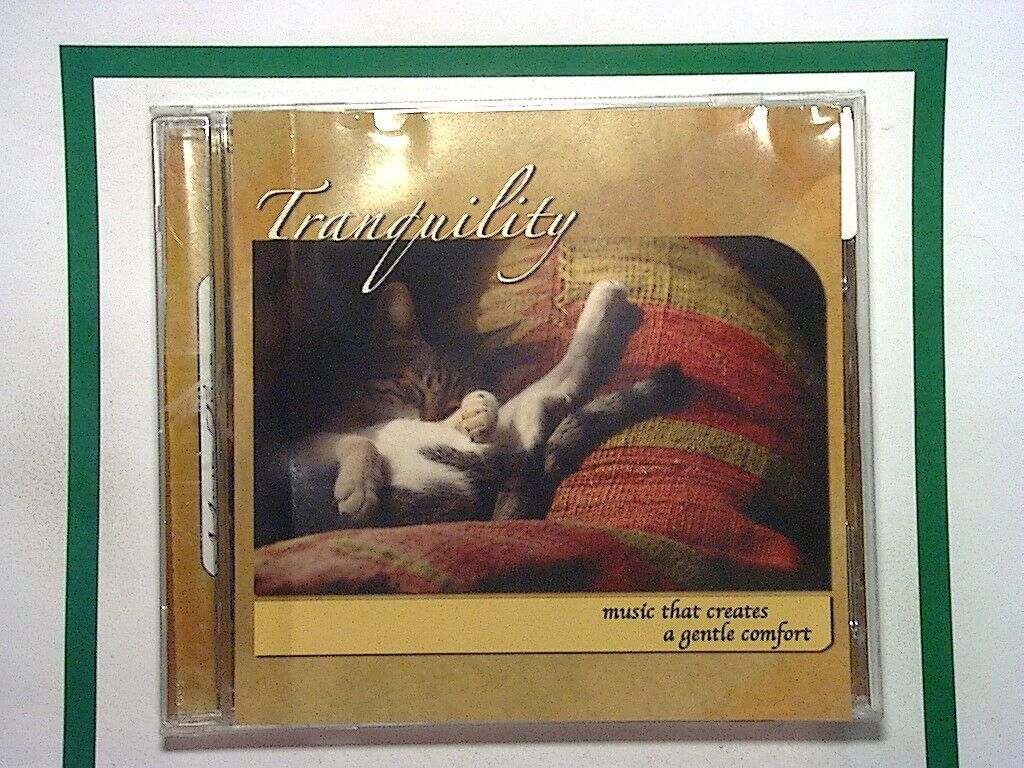 Tranquility
music that creates
a gentle comfort